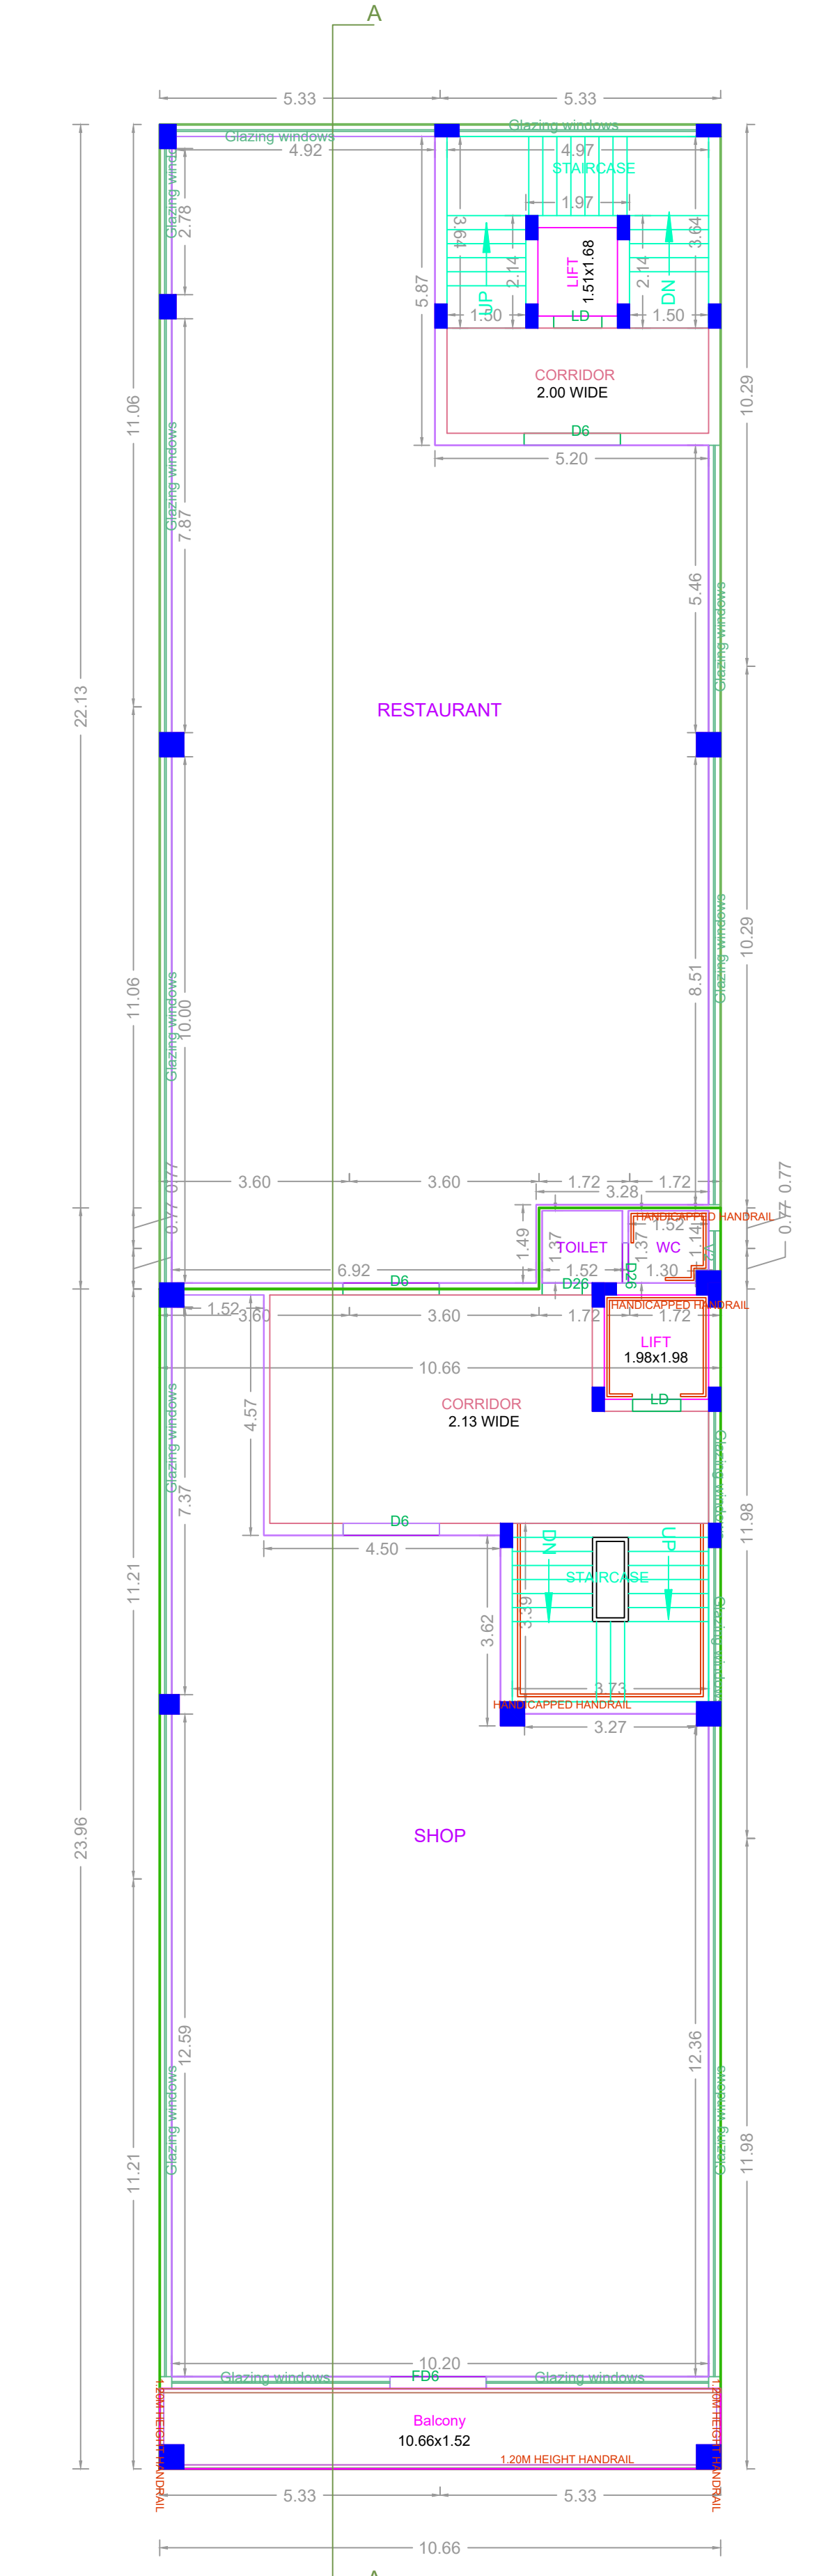 A
5.33
5.33
Glazing windows
Glazing windows
4.92
4.97
STAIRCASE
Glazing winde
2.78
1.97
3.64
3.64
2.14
2.14
5.87
UP
LIFT
1.51x1.68
DN
1.50
LD
1.50
CORRIDOR
2.00 WIDE
10.29
11.06
D6
5.20
Glazing windows
7.87
5.46
Glazing windows
22.13
RESTAURANT
Glazing windows
10.29
11.06
8.51
Glazing windows
10.00
0.77
0.77
0.77
0.77
3.60
3.60
1.72
1.72
3.28
HANDICAPPED HANDRAIL
1.52
1.49
1.37
TOILET
1.37
WC
1.14
6.92
D6
1.52
D26
D26
1.30
HANDICAPPED HANDRAIL
1.52
3.60
3.60
1.72
1.72
LIFT
1.98x1.98
10.66
LD
CORRIDOR
2.13 WIDE
4.57
Glazing windows
7.37
Glazing windows
11.98
D6
4.50
DN
UP
STAIRCASE
11.21
3.62
3.39
Glazing windows
3.73
HANDICAPPED HANDRAIL
3.27
SHOP
23.96
12.59
12.36
Glazing windows
Glazing windows
11.21
11.98
10.20
Glazing windows
FD6
Glazing windows
Balcony
10.66x1.52
1.20M HEIGHT HANDRAIL
1.20M HEIGHT HANDRAIL
1.20M HEIGHT HANDRAIL
5.33
5.33
10.66
A